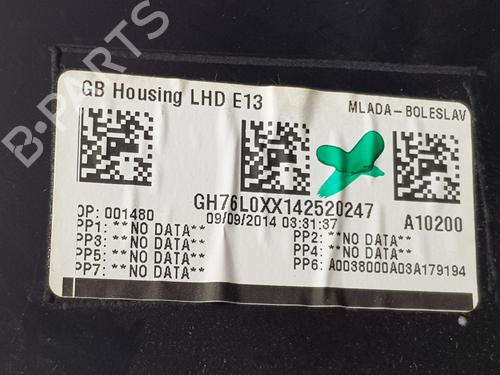 B-PARTS
GB Housing LHD E13
MLADA-BOLESLAV
GH76L0XX142520247
OP: 001480
09/09/2014 03:31:37
A10200
PP1: **NO DATA**
PP2: **NO DATA**
PP3: **NO DATA**
PP4: **NO DATA**
PP5: **NO DATA**
PP6: A0038000A03A179194
PP7: **NO DATA**